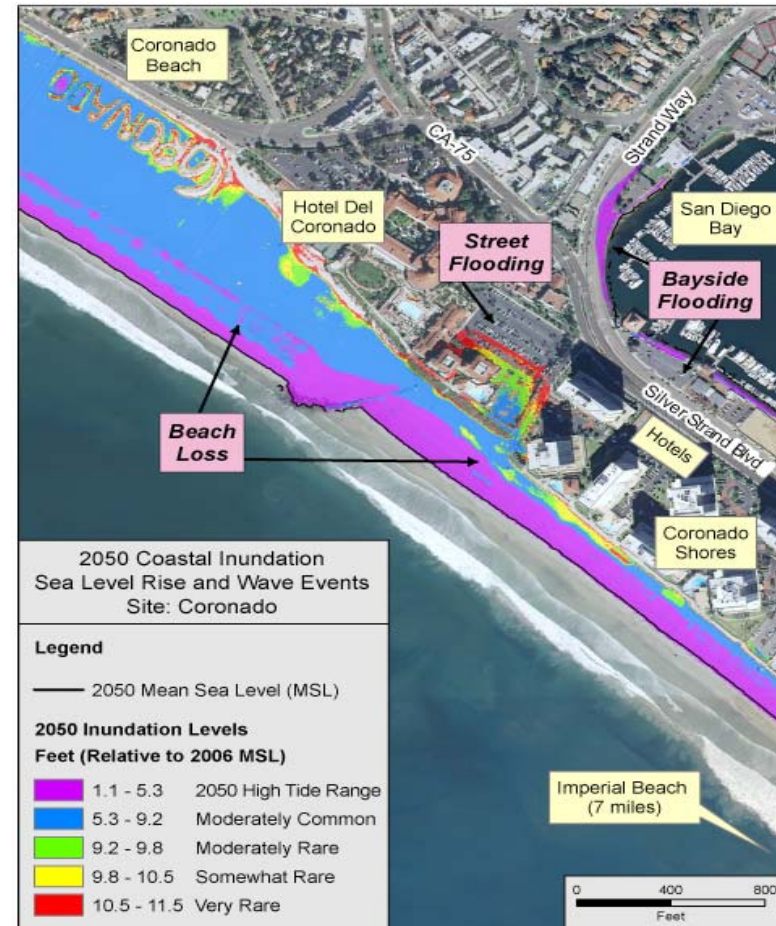 Coronado
Beach
CORONADO
CA-75
Strand Way
San Diego
Bay
Hotel Del
Coronado
Street
Flooding
Bayside
Flooding
Beach
Loss
Silver Strand Blvd
Hotels
Coronado
Shores
2050 Coastal Inundation
Sea Level Rise and Wave Events
Site: Coronado
Legend
2050 Mean Sea Level (MSL)
2050 Inundation Levels
Feet (Relative to 2006 MSL)
1.1 - 5.3 2050 High Tide Range
5.3 - 9.2 Moderately Common
9.2 - 9.8 Moderately Rare
9.8 - 10.5 Somewhat Rare
10.5 - 11.5 Very Rare
Imperial Beach
(7 miles)
0 400 800
Feet